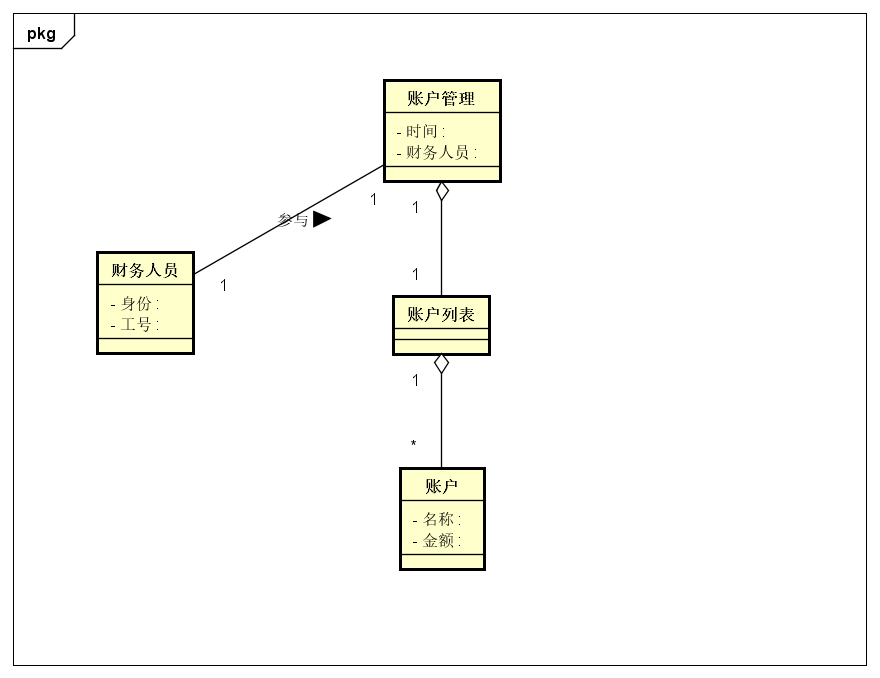 pkg
账户管理
- 时间 :
- 财务人员 :
1
1
参与
财务人员
1
- 身份 :
- 工号 :
1
账户列表
1
*
账户
- 名称 :
- 金额 :